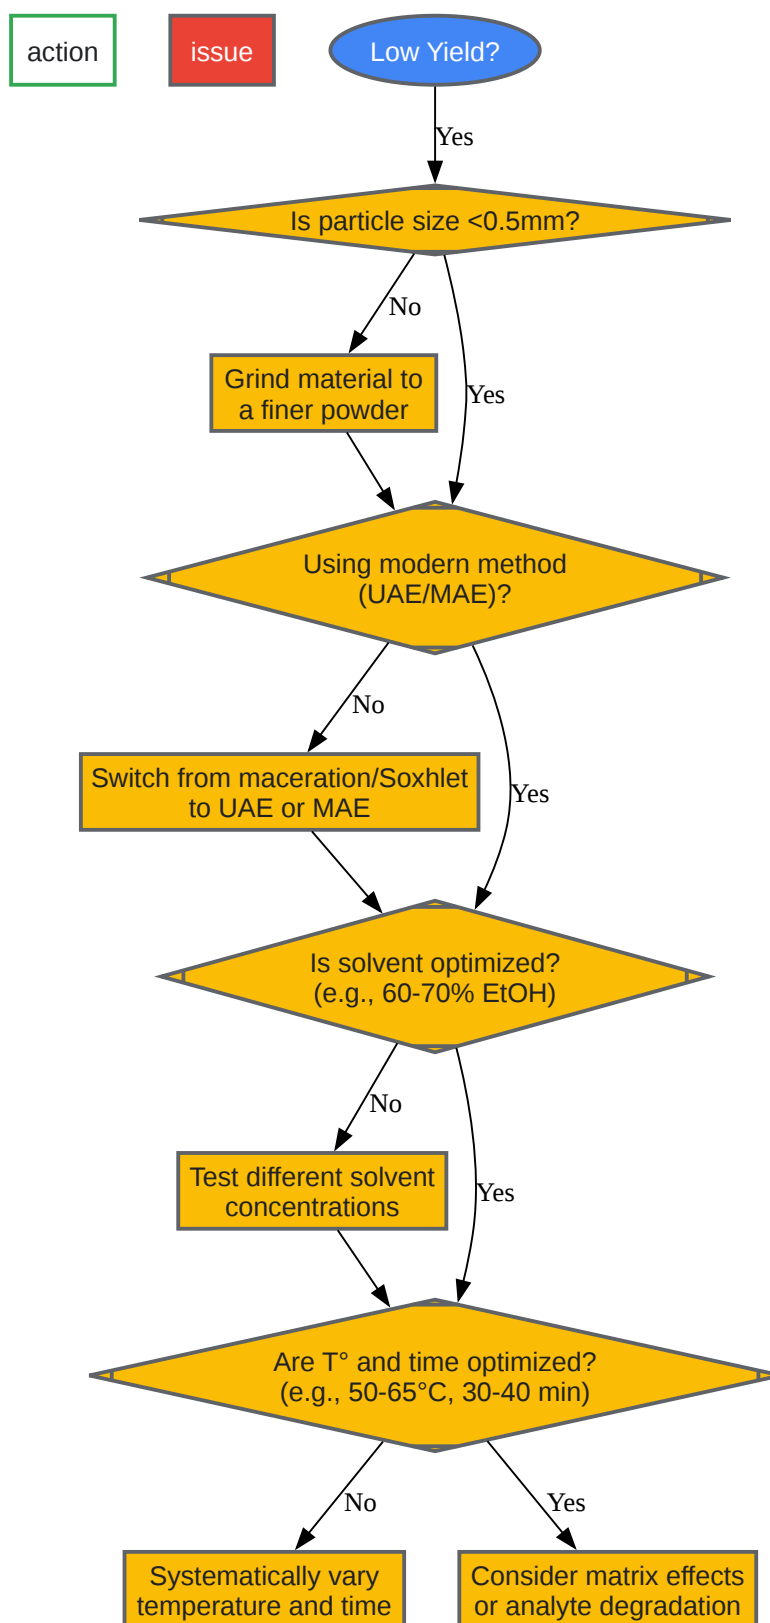 action
issue
Low Yield?
Yes
Is particle size <0.5mm?
No
Grind material to
a finer powder
Yes
Using modern method
(UAE/MAE)?
No
Switch from maceration/Soxhlet
to UAE or MAE
Yes
Is solvent optimized?
(e.g., 60-70% EtOH)
No
Test different solvent
concentrations
Yes
Are T° and time optimized?
(e.g., 50-65°C, 30-40 min)
No
Yes
Systematically vary
temperature and time
Consider matrix effects
or analyte degradation